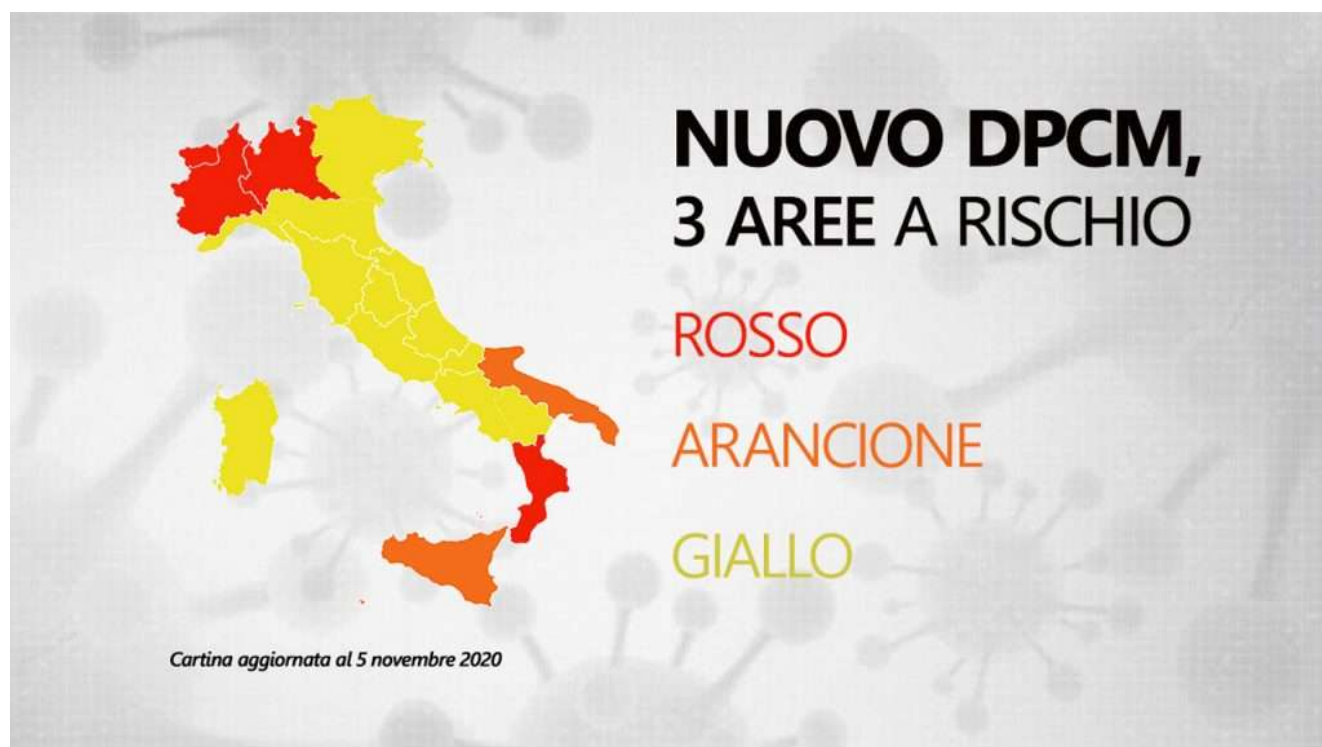 NUOVO DPCM,
3 AREE A RISCHIO
ROSSO
ARANCIONE
GIALLO
Cartina aggiornata al 5 novembre 2020